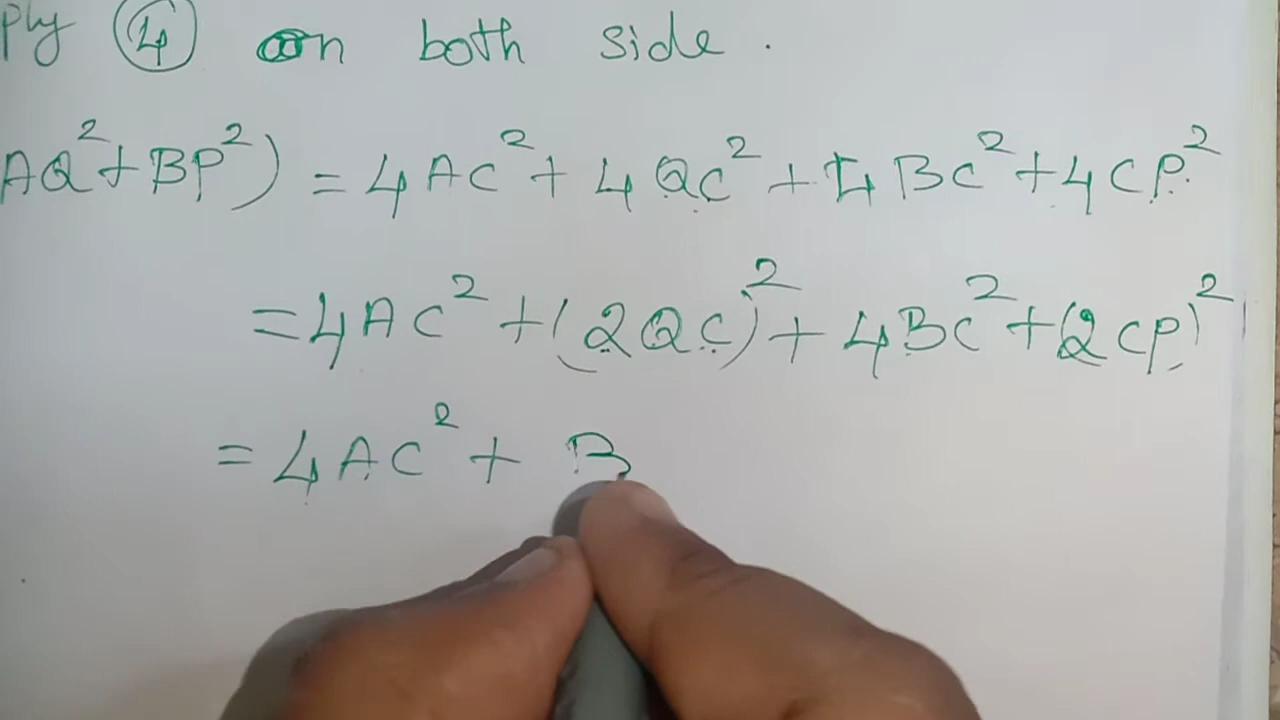 ply ④ on both side .
AQ²+BP²) = 4AC² + 4QC² + 4BC² + 4CP²
= 4AC² + (2QC)² + 4BC² + (2CP)²
= 4AC² + B